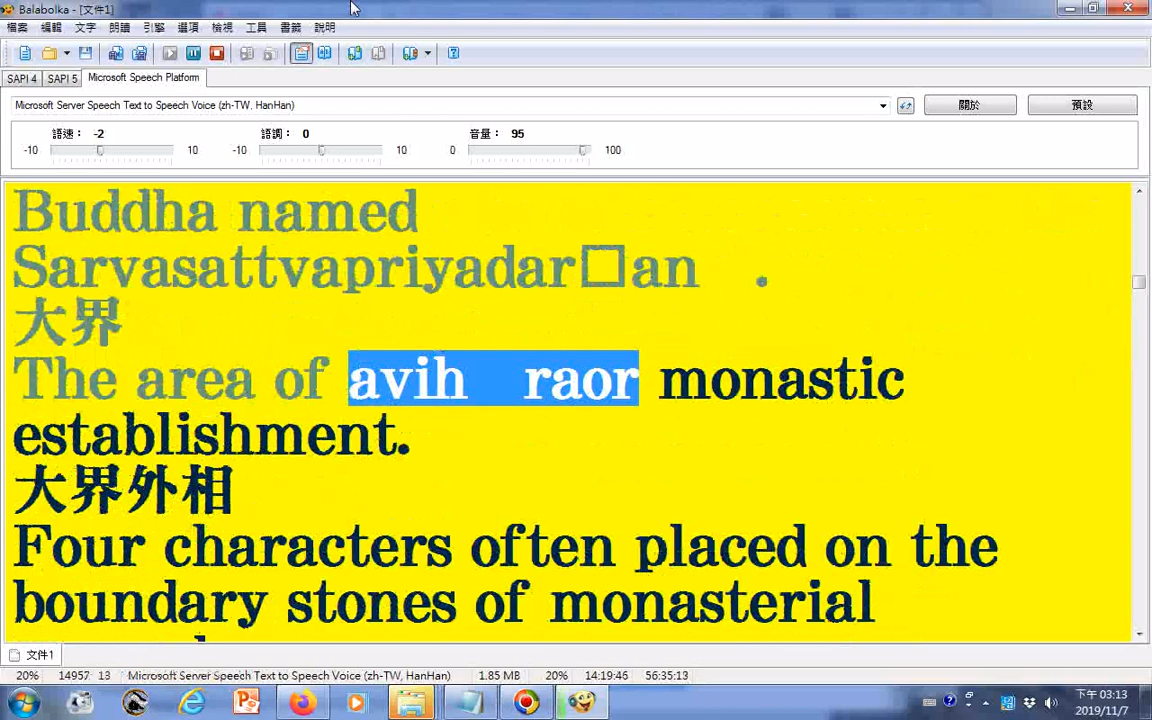 Balabolka - [文件1]
檔案 編輯 文字 朗讀 引擎 選項 檢視 工具 書籤 說明
SAPI 4 SAPI 5 Microsoft Speech Platform
Microsoft Server Speech Text to Speech Voice (zh-TW, HanHan) 關於 預設
語速： -2 語調： 0 音量： 95
-10 10 -10 10 0 100
Buddha named
Sarvasattvapriyadar□an .
大界
The area of avih raor monastic
establishment.
大界外相
Four characters often placed on the
boundary stones of monasterial
文件1
20% 14957 13 Microsoft Server Speech Text to Speech Voice (zh-TW, HanHan) 1.85 MB 20% 14:19:46 56:35:13
下午 03:13
2019/11/7